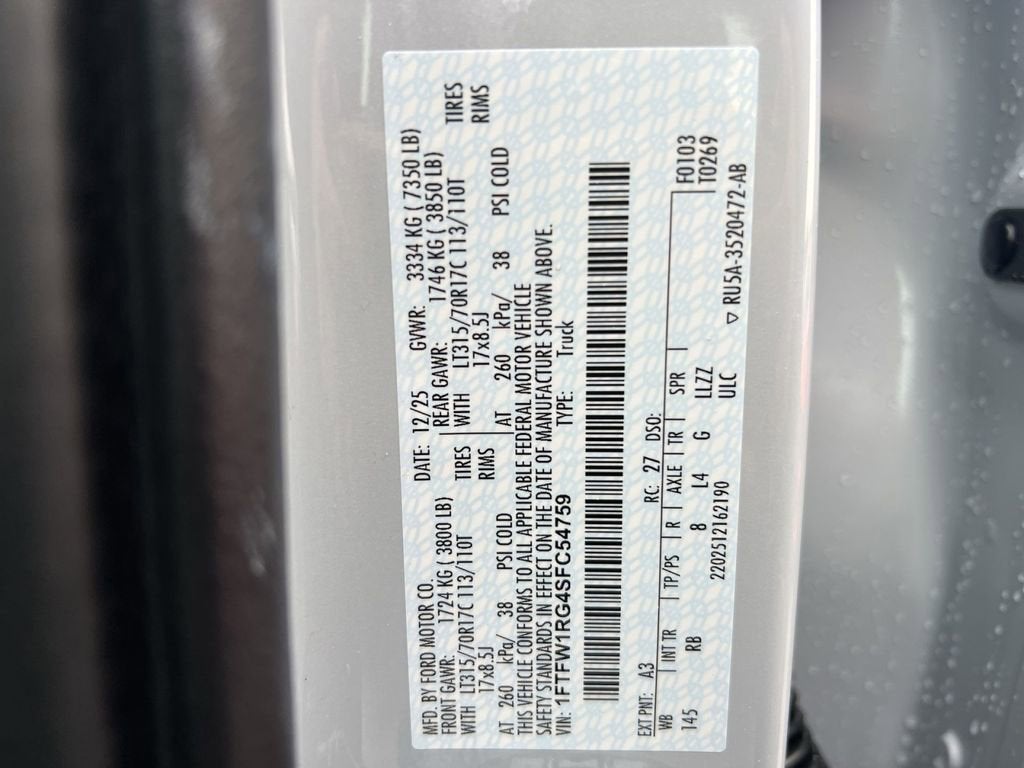 MFD. BY FORD MOTOR CO.
DATE: 12/25 GVWR: 3334 KG ( 7350 LB)
FRONT GAWR: 1724 KG ( 3800 LB) REAR GAWR: 1746 KG ( 3850 LB)
WITH LT315/70R17C 113/110T TIRES WITH LT315/70R17C 113/110T TIRES
17x8.5J RIMS 17x8.5J RIMS
AT 260 kPa/ 38 PSI COLD AT 260 kPa/ 38 PSI COLD
THIS VEHICLE CONFORMS TO ALL APPLICABLE FEDERAL MOTOR VEHICLE
SAFETY STANDARDS IN EFFECT ON THE DATE OF MANUFACTURE SHOWN ABOVE.
VIN: 1FTFW1RG4SFC54759 TYPE: Truck
EXT PNT: A3 RC: 27 DSO: F0103
WB INT TR TP/PS R AXLE TR SPR T0269
145 RB 8 L4 G LLZZ
2202512162190 ULC
▽ RU5A-3520472-AB